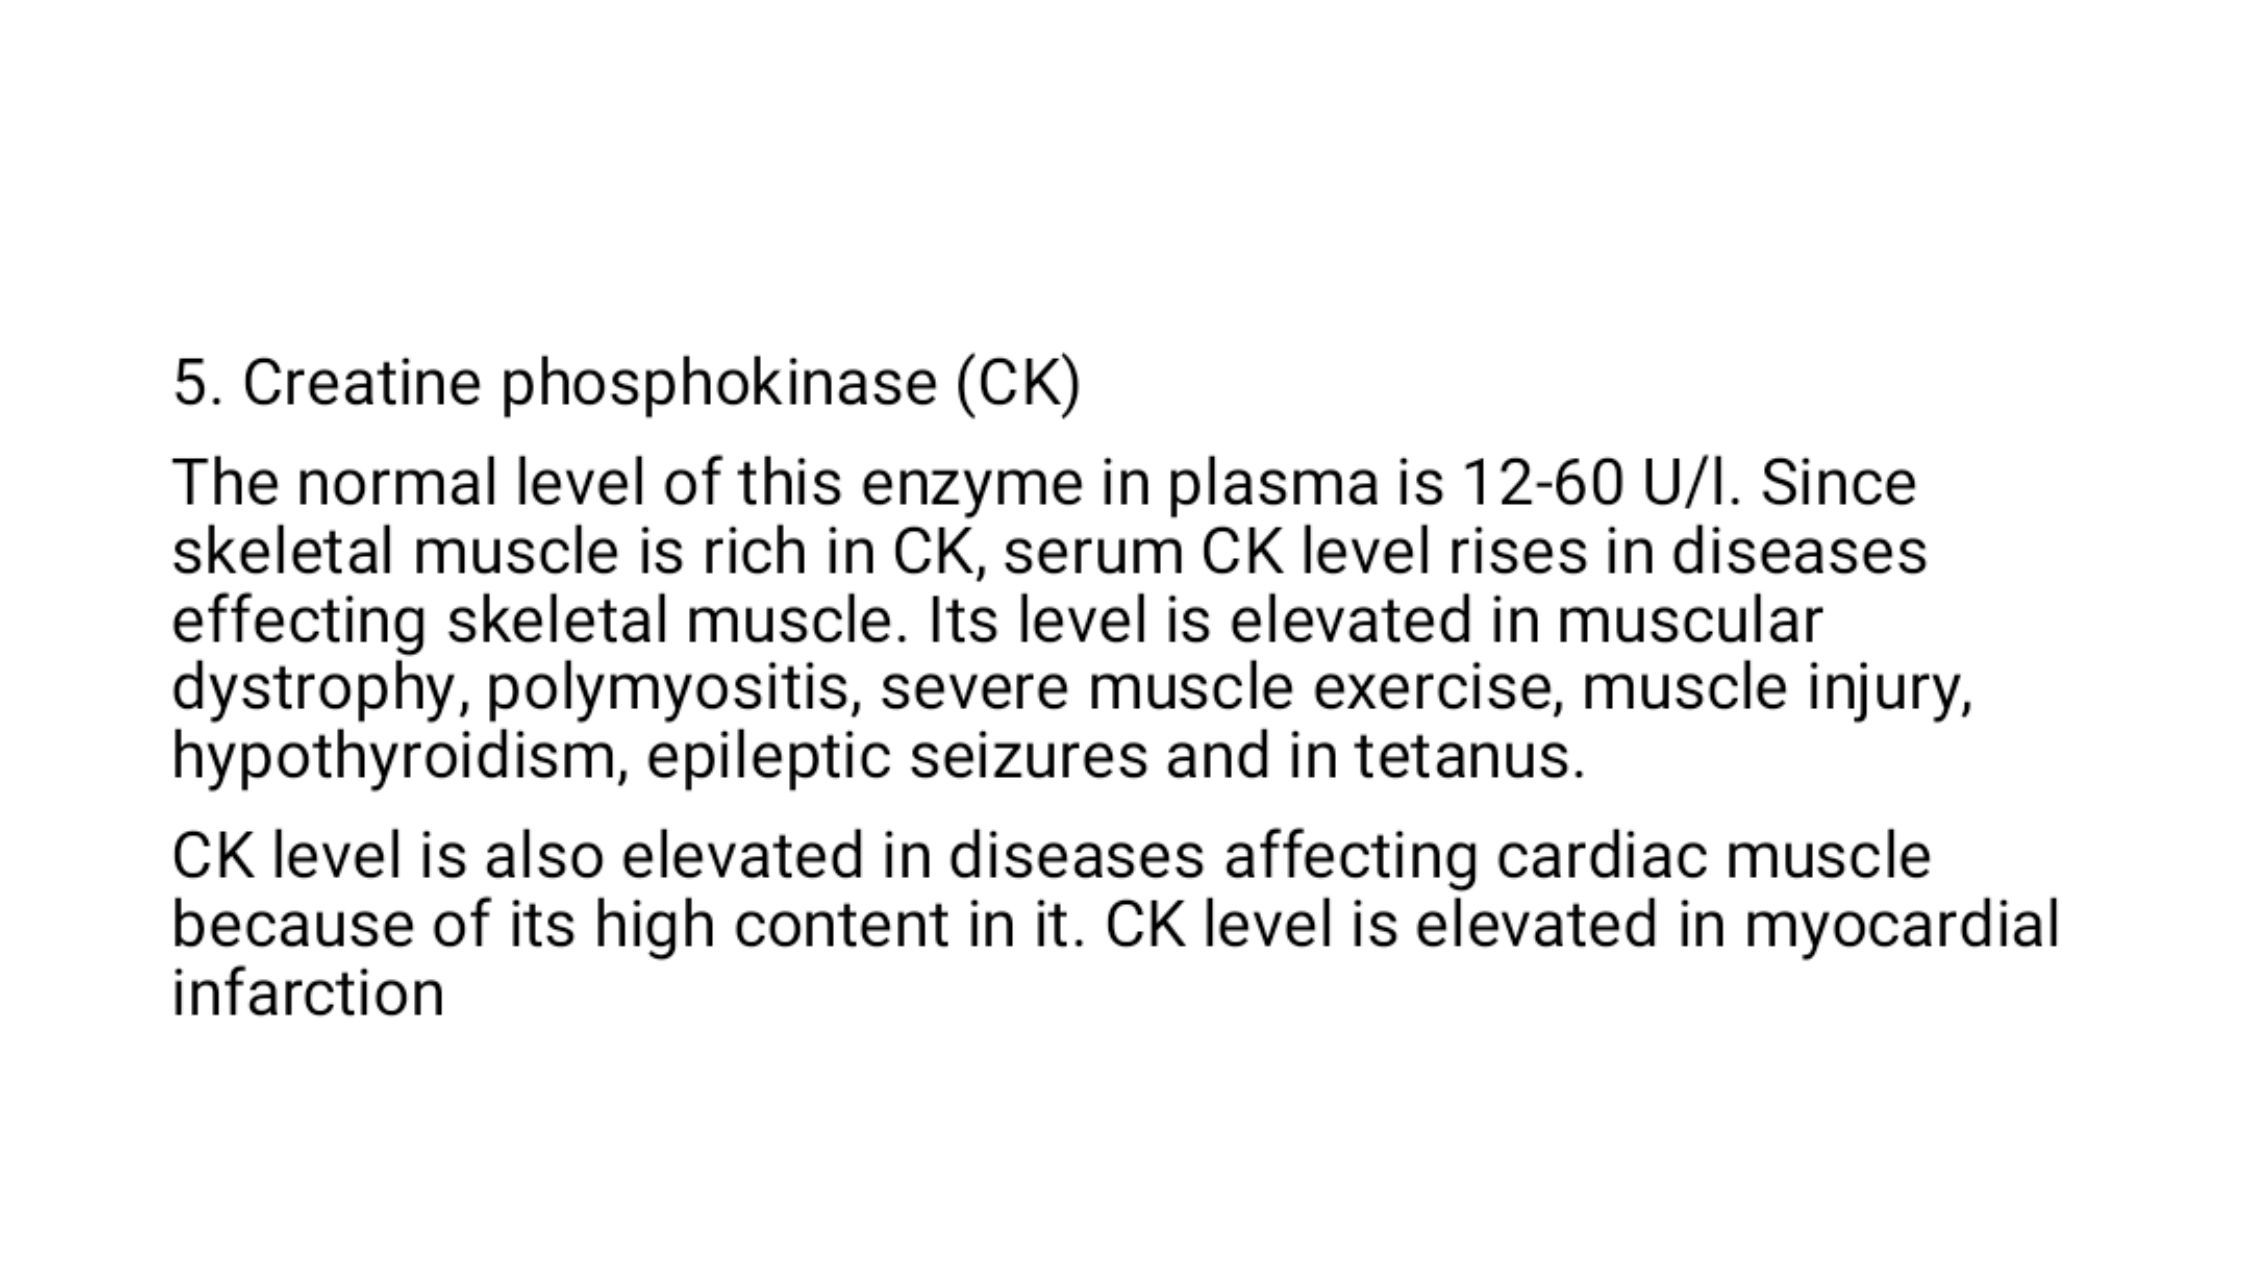 5. Creatine phosphokinase (CK)
The normal level of this enzyme in plasma is 12-60 U/l. Since
skeletal muscle is rich in CK, serum CK level rises in diseases
effecting skeletal muscle. Its level is elevated in muscular
dystrophy, polymyositis, severe muscle exercise, muscle injury,
hypothyroidism, epileptic seizures and in tetanus.
CK level is also elevated in diseases affecting cardiac muscle
because of its high content in it. CK level is elevated in myocardial
infarction